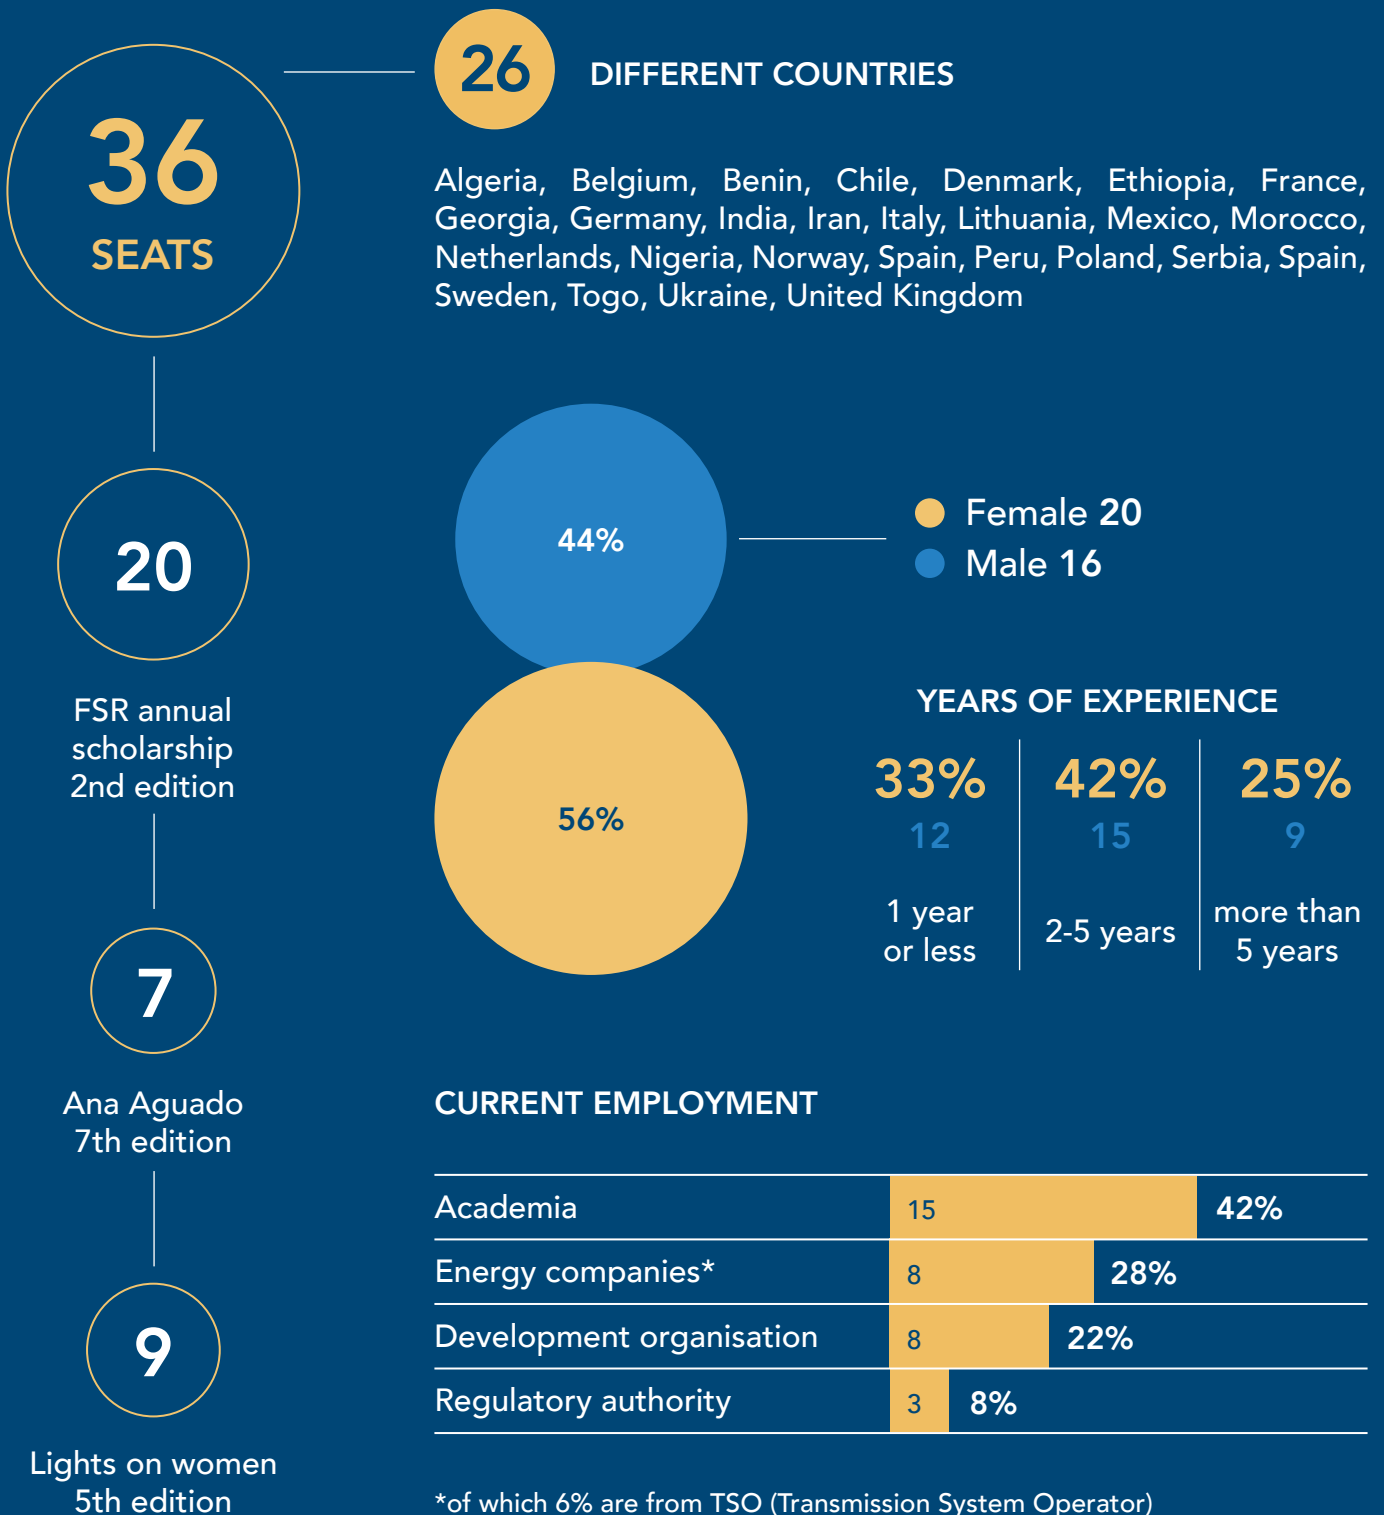 36
SEATS
26
DIFFERENT COUNTRIES
Algeria, Belgium, Benin, Chile, Denmark, Ethiopia, France,
Georgia, Germany, India, Iran, Italy, Lithuania, Mexico, Morocco,
Netherlands, Nigeria, Norway, Spain, Peru, Poland, Serbia, Spain,
Sweden, Togo, Ukraine, United Kingdom
20
FSR annual
scholarship
2nd edition
7
Ana Aguado
7th edition
9
Lights on women
5th edition
44%
56%
Female 20
Male 16
YEARS OF EXPERIENCE
33%
12
1 year
or less
42%
15
2-5 years
25%
9
more than
5 years
CURRENT EMPLOYMENT
Academia 15 42%
Energy companies* 8 28%
Development organisation 8 22%
Regulatory authority 3 8%
*of which 6% are from TSO (Transmission System Operator)